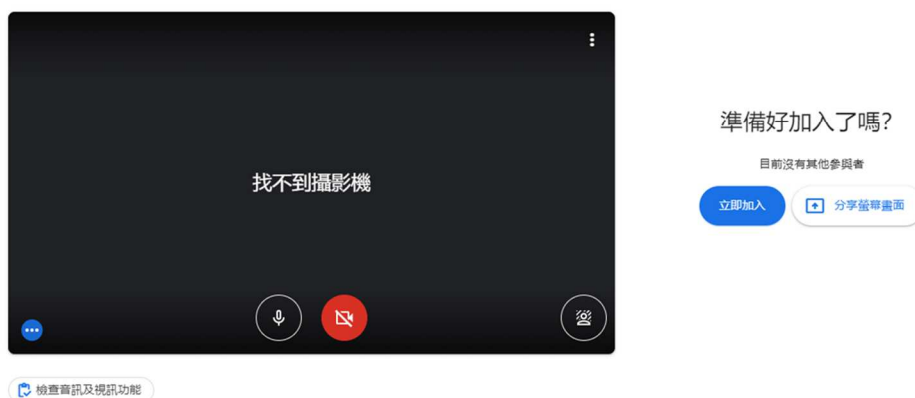 找不到攝影機
準備好加入了嗎?
目前沒有其他參與者
立即加入
分享螢幕畫面
檢查音訊及視訊功能